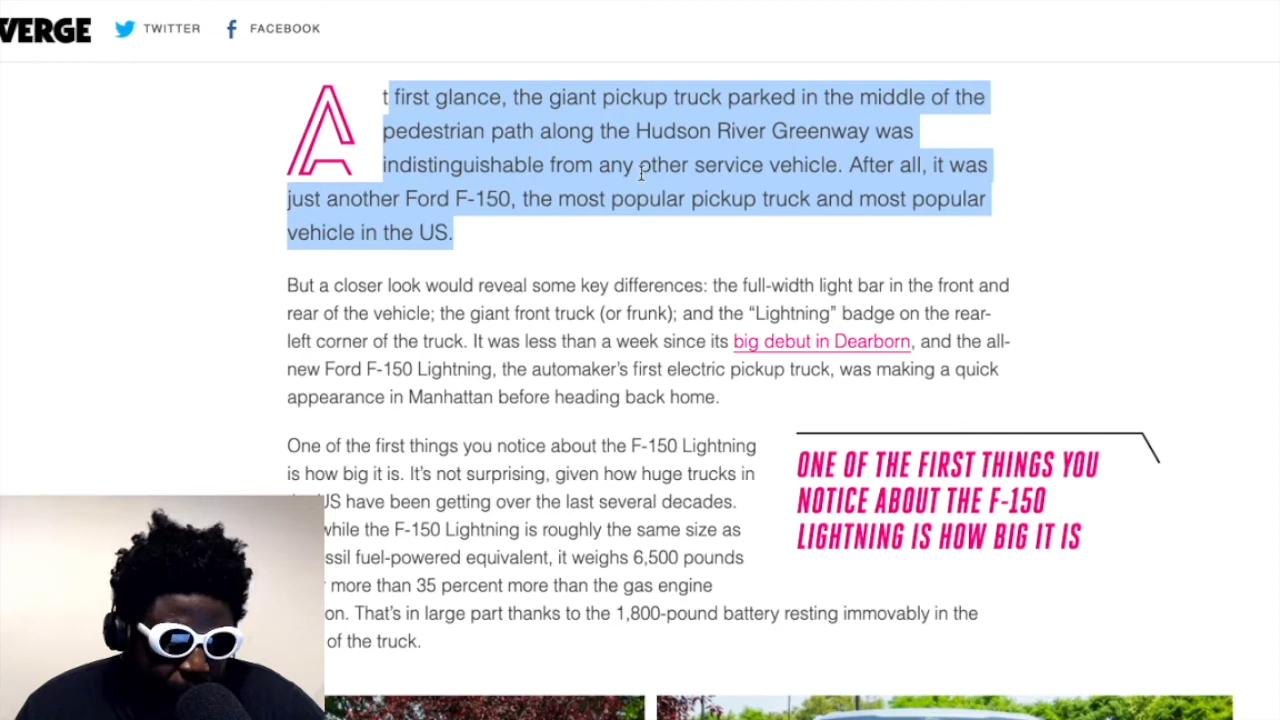 VERGE
TWITTER
FACEBOOK
At first glance, the giant pickup truck parked in the middle of the
pedestrian path along the Hudson River Greenway was
indistinguishable from any other service vehicle. After all, it was
just another Ford F-150, the most popular pickup truck and most popular
vehicle in the US.
But a closer look would reveal some key differences: the full-width light bar in the front and
rear of the vehicle; the giant front truck (or frunk); and the “Lightning” badge on the rear-
left corner of the truck. It was less than a week since its big debut in Dearborn, and the all-
new Ford F-150 Lightning, the automaker’s first electric pickup truck, was making a quick
appearance in Manhattan before heading back home.
One of the first things you notice about the F-150 Lightning
is how big it is. It’s not surprising, given how huge trucks in
US have been getting over the last several decades.
while the F-150 Lightning is roughly the same size as
fuel-powered equivalent, it weighs 6,500 pounds
more than 35 percent more than the gas engine
That’s in large part thanks to the 1,800-pound battery resting immovably in the
of the truck.
ONE OF THE FIRST THINGS YOU
NOTICE ABOUT THE F-150
LIGHTNING IS HOW BIG IT IS